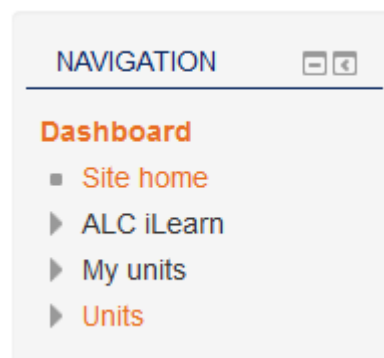 NAVIGATION
Dashboard
Site home
ALC iLearn
My units
Units